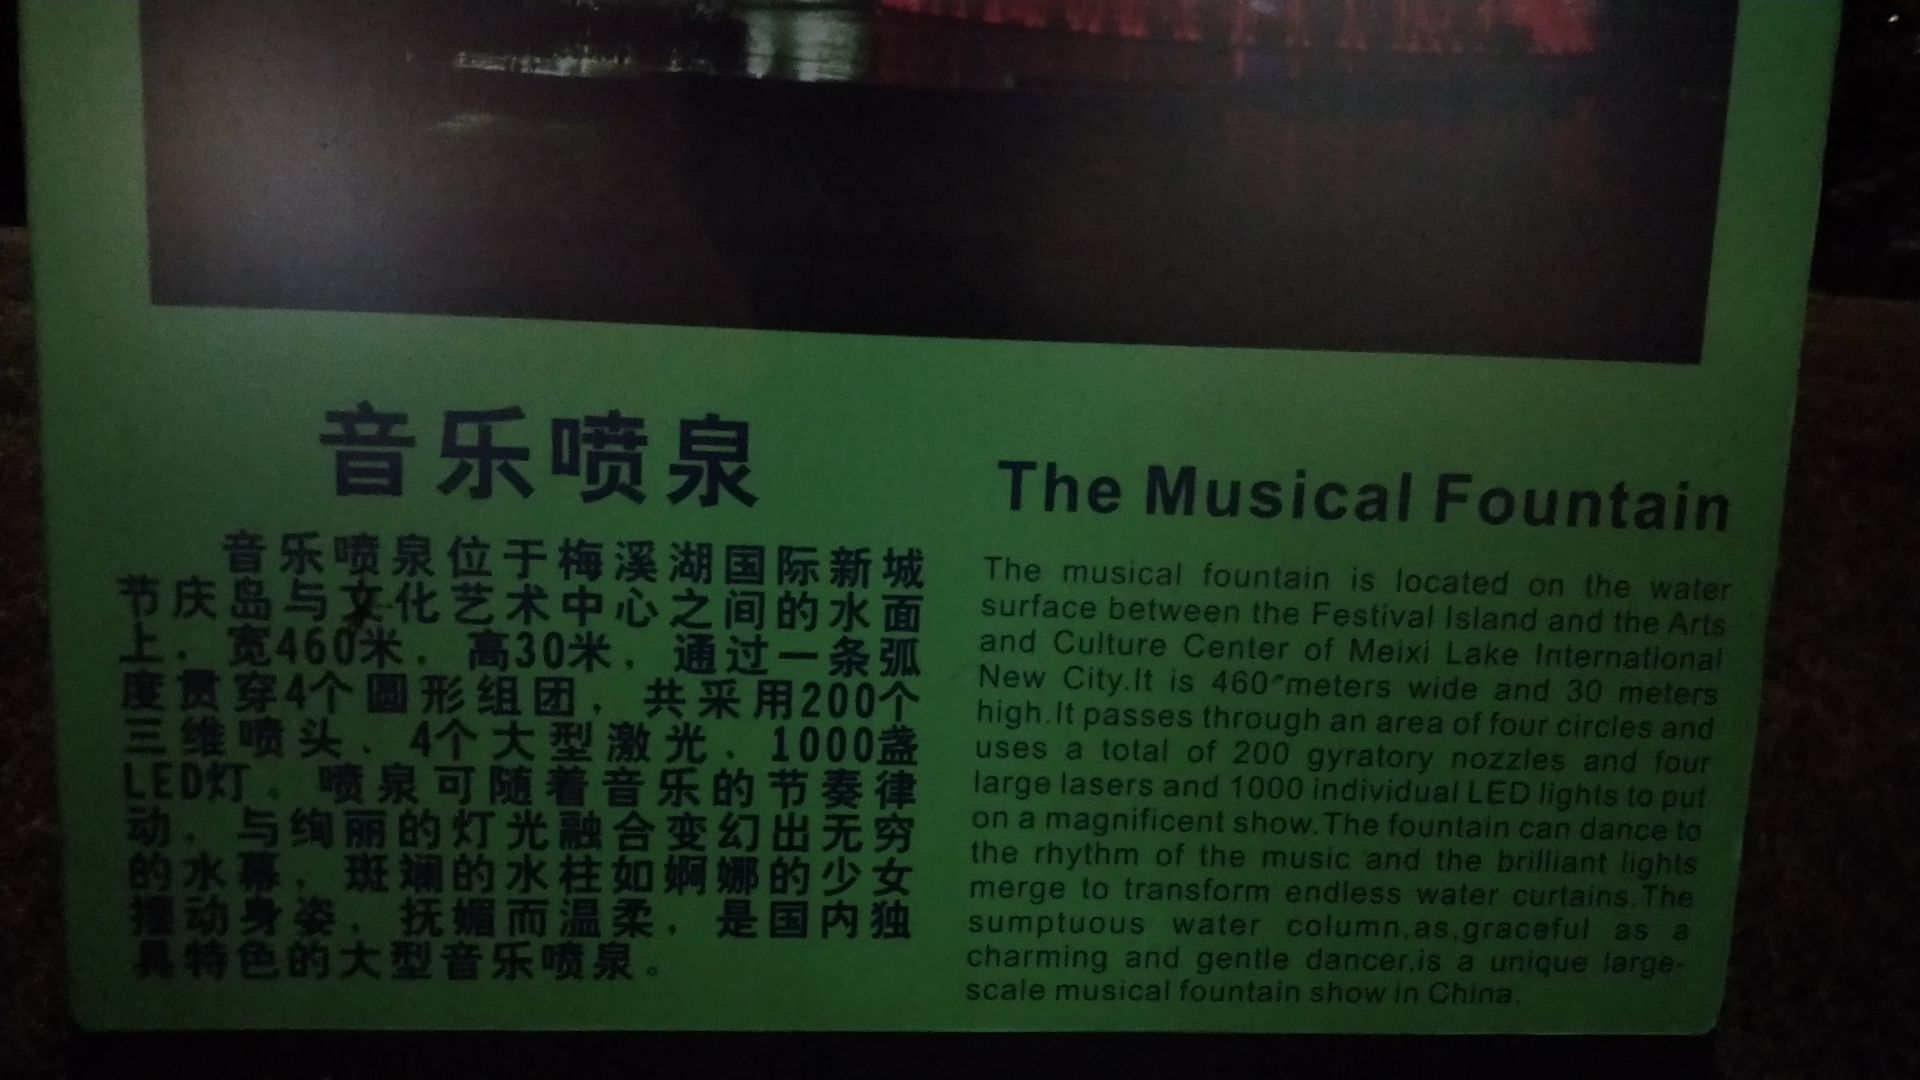 音乐喷泉
音乐喷泉位于梅溪湖国际新城
节庆岛与文化艺术中心之间的水面
上，宽460米，高30米，通过一条弧
度贯穿4个圆形组团，共采用200个
三维喷头、4个大型激光、1000盏
LED灯。喷泉可随着音乐的节奏律
动，与绚丽的灯光融合变幻出无穷
的水幕，斑斓的水柱如婀娜的少女
摆动身姿，抚媚而温柔，是国内独
具特色的大型音乐喷泉。
The Musical Fountain
The musical fountain is located on the water
surface between the Festival Island and the Arts
and Culture Center of Meixi Lake International
New City.It is 460 meters wide and 30 meters
high.It passes through an area of four circles and
uses a total of 200 gyratory nozzles and four
large lasers and 1000 individual LED lights to put
on a magnificent show.The fountain can dance to
the rhythm of the music and the brilliant lights
merge to transform endless water curtains.The
sumptuous water column,as,graceful as a
charming and gentle dancer,is a unique large-
scale musical fountain show in China.